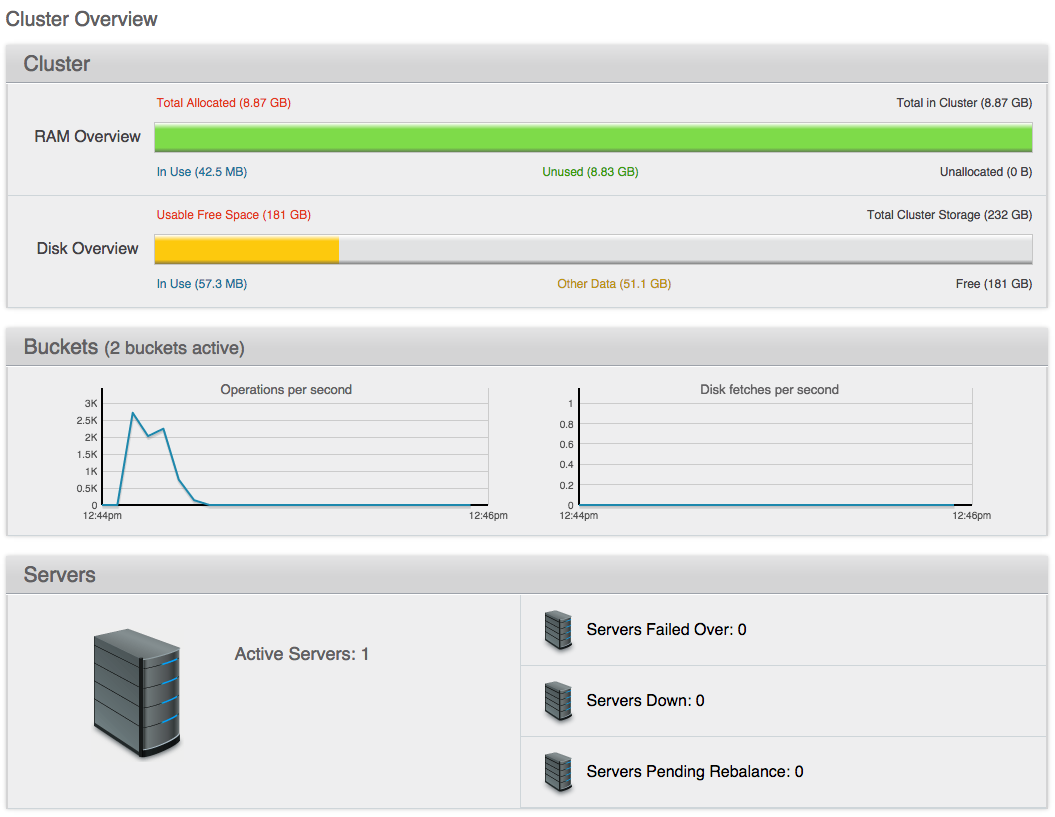 Cluster Overview
Cluster
Total Allocated (8.87 GB) Total in Cluster (8.87 GB)
RAM Overview
In Use (42.5 MB) Unused (8.83 GB) Unallocated (0 B)
Usable Free Space (181 GB) Total Cluster Storage (232 GB)
Disk Overview
In Use (57.3 MB) Other Data (51.1 GB) Free (181 GB)
Buckets (2 buckets active)
Operations per second
3K
2.5K
2K
1.5K
1K
0.5K
0
12:44pm 12:46pm
Disk fetches per second
1
0.8
0.6
0.4
0.2
0
12:44pm 12:46pm
Servers
Active Servers: 1
Servers Failed Over: 0
Servers Down: 0
Servers Pending Rebalance: 0